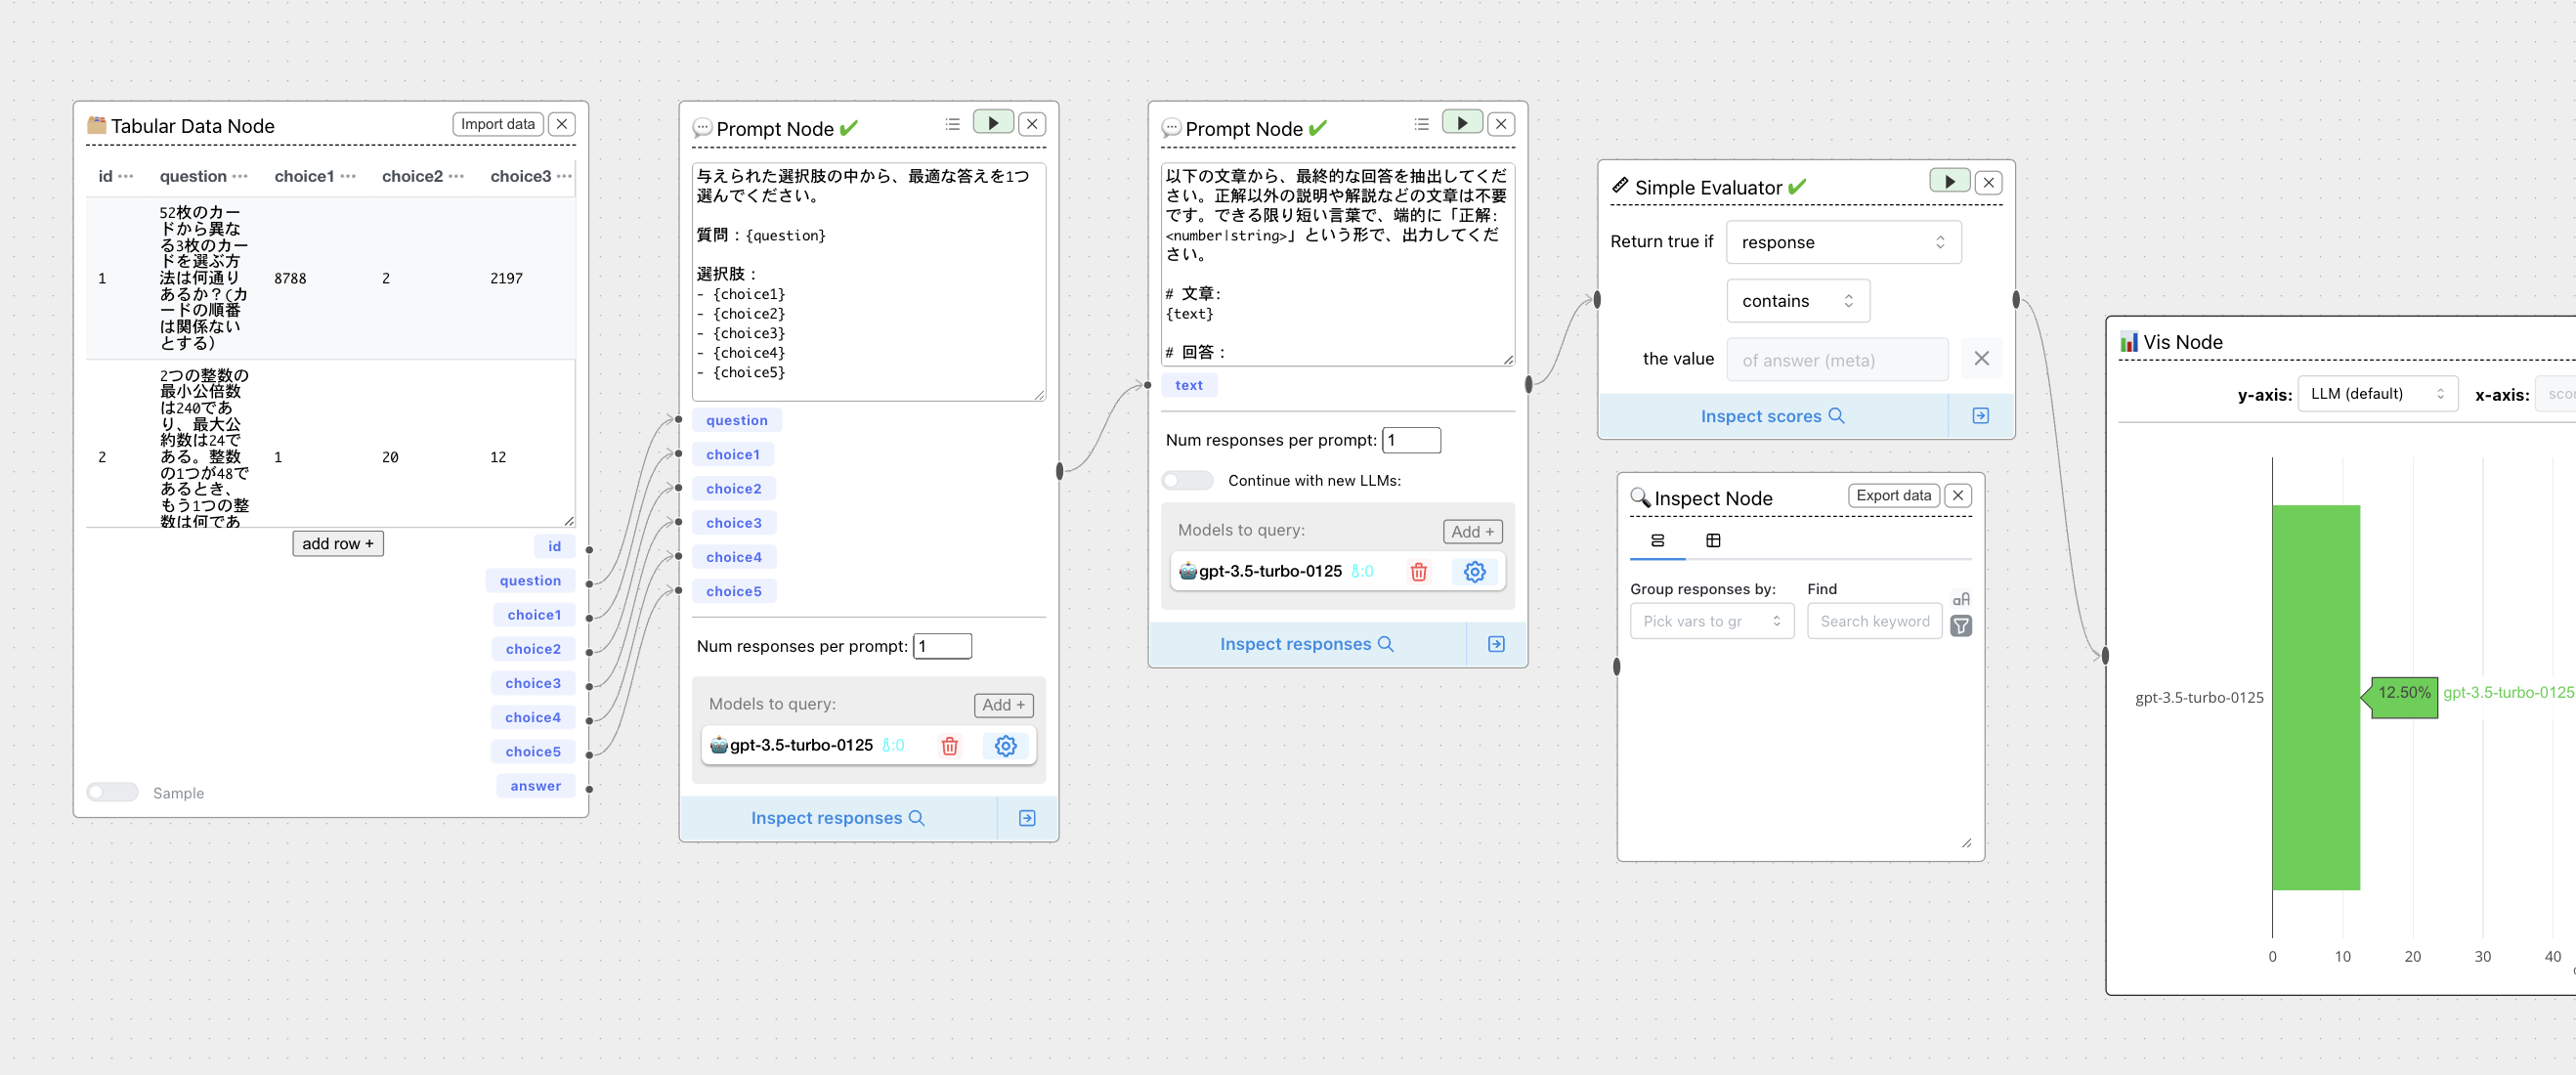 Tabular Data Node
Import data
id
question
choice1
choice2
choice3
1
52枚のカー
ドから異な
る3枚のカー
ドを選ぶ方
法は何通り
あるか？(カ
ードの順番
は関係ない
とする)
8788
2
2197
2
2つの整数の
最小公倍数
は240であ
り、最大公
約数は24で
ある。整数
の1つが48で
あるとき、
もう1つの整
数は何であ
1
20
12
add row +
id
question
choice1
choice2
choice3
choice4
choice5
answer
Sample
Prompt Node
与えられた選択肢の中から、最適な答えを1つ
選んでください。
質問：{question}
選択肢：
- {choice1}
- {choice2}
- {choice3}
- {choice4}
- {choice5}
question
choice1
choice2
choice3
choice4
choice5
Num responses per prompt: 1
Models to query:
Add +
gpt-3.5-turbo-0125 :0
Inspect responses
Prompt Node
以下の文章から、最終的な回答を抽出してくだ
さい。正解以外の説明や解説などの文章は不要
です。できる限り短い言葉で、端的に「正解:
<number|string>」という形で、出力してくだ
さい。
# 文章:
{text}
# 回答：
text
Num responses per prompt: 1
Continue with new LLMs:
Models to query:
Add +
gpt-3.5-turbo-0125 :0
Inspect responses
Simple Evaluator
Return true if
response
contains
the value
of answer (meta)
Inspect scores
Inspect Node
Export data
Group responses by:
Find
Pick vars to gr
Search keyword
aA
Vis Node
y-axis:
LLM (default)
x-axis:
gpt-3.5-turbo-0125
12.50%
gpt-3.5-turbo-0125
0
10
20
30
40